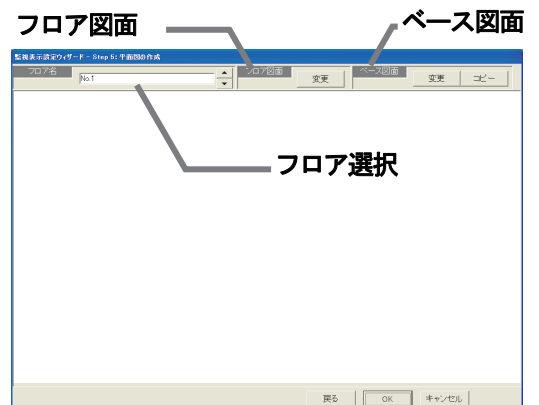 フロア図面
ベース図面
監視表示設定ウィザード - Step 5: 平面図の作成
フロア名 No.1 フロア図面 変更 ベース図面 変更 コピー
フロア選択
戻る OK キャンセル